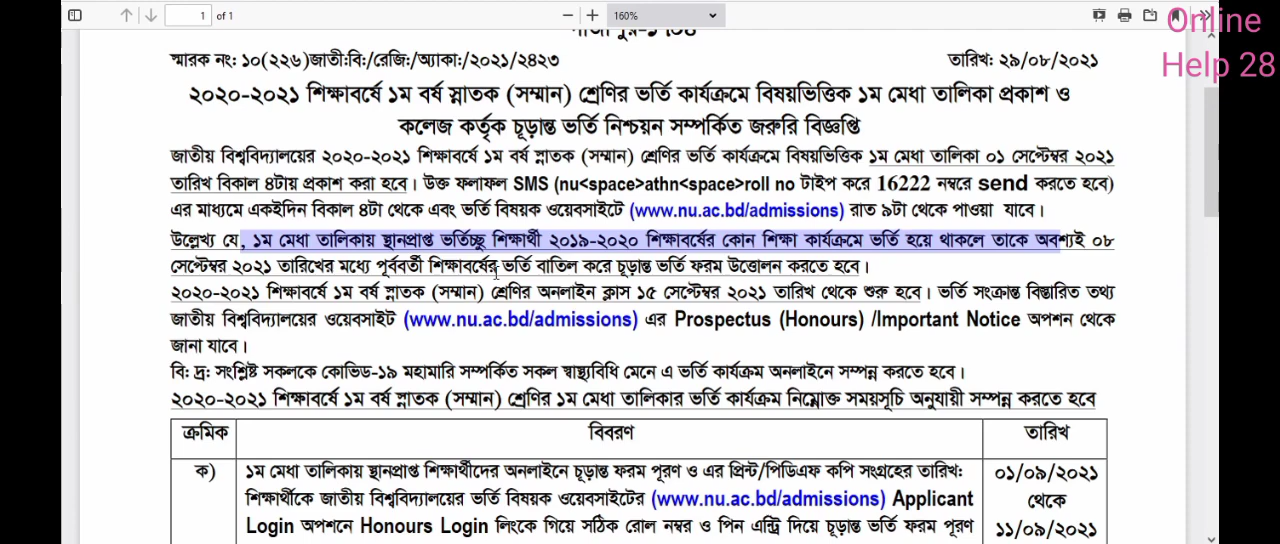 1 of 1
160%
Online
Help 28
স্মারক নং: ১০(২২৬)জাতী:বি:/রেজি:/অ্যাকা:/২০২১/২৪২৩ তারিখ: ২৯/০৮/২০২১
২০২০-২০২১ শিক্ষাবর্ষে ১ম বর্ষ স্নাতক (সম্মান) শ্রেণির ভর্তি কার্যক্রমে বিষয়ভিত্তিক ১ম মেধা তালিকা প্রকাশ ও
কলেজ কর্তৃক চূড়ান্ত ভর্তি নিশ্চয়ন সম্পর্কিত জরুরি বিজ্ঞপ্তি
জাতীয় বিশ্ববিদ্যালয়ের ২০২০-২০২১ শিক্ষাবর্ষে ১ম বর্ষ স্নাতক (সম্মান) শ্রেণির ভর্তি কার্যক্রমে বিষয়ভিত্তিক ১ম মেধা তালিকা ০১ সেপ্টেম্বর ২০২১
তারিখ বিকাল ৪টায় প্রকাশ করা হবে। উক্ত ফলাফল SMS (nu<space>athn<space>roll no টাইপ করে 16222 নম্বরে send করতে হবে)
এর মাধ্যমে একইদিন বিকাল ৪টা থেকে এবং ভর্তি বিষয়ক ওয়েবসাইটে (www.nu.ac.bd/admissions) রাত ৯টা থেকে পাওয়া যাবে।
উল্লেখ্য যে, ১ম মেধা তালিকায় স্থানপ্রাপ্ত ভর্তিচ্ছু শিক্ষার্থী ২০১৯-২০২০ শিক্ষাবর্ষের কোন শিক্ষা কার্যক্রমে ভর্তি হয়ে থাকলে তাকে অবশ্যই ০৮
সেপ্টেম্বর ২০২১ তারিখের মধ্যে পূর্ববর্তী শিক্ষাবর্ষের ভর্তি বাতিল করে চূড়ান্ত ভর্তি ফরম উত্তোলন করতে হবে।
২০২০-২০২১ শিক্ষাবর্ষে ১ম বর্ষ স্নাতক (সম্মান) শ্রেণির অনলাইন ক্লাস ১৫ সেপ্টেম্বর ২০২১ তারিখ থেকে শুরু হবে। ভর্তি সংক্রান্ত বিস্তারিত তথ্য
জাতীয় বিশ্ববিদ্যালয়ের ওয়েবসাইট (www.nu.ac.bd/admissions) এর Prospectus (Honours) /Important Notice অপশন থেকে
জানা যাবে।
বি: দ্র: সংশ্লিষ্ট সকলকে কোভিড-১৯ মহামারি সম্পর্কিত সকল স্বাস্থ্যবিধি মেনে এ ভর্তি কার্যক্রম অনলাইনে সম্পন্ন করতে হবে।
২০২০-২০২১ শিক্ষাবর্ষে ১ম বর্ষ স্নাতক (সম্মান) শ্রেণির ১ম মেধা তালিকার ভর্তি কার্যক্রম নিম্নোক্ত সময়সূচি অনুযায়ী সম্পন্ন করতে হবে
ক্রমিক বিবরণ তারিখ
ক) ১ম মেধা তালিকায় স্থানপ্রাপ্ত শিক্ষার্থীদের অনলাইনে চূড়ান্ত ফরম পূরণ ও এর প্রিন্ট/পিডিএফ কপি সংগ্রহের তারিখ: ০১/০৯/২০২১
শিক্ষার্থীকে জাতীয় বিশ্ববিদ্যালয়ের ভর্তি বিষয়ক ওয়েবসাইটের (www.nu.ac.bd/admissions) Applicant থেকে
Login অপশনে Honours Login লিংকে গিয়ে সঠিক রোল নম্বর ও পিন এন্ট্রি দিয়ে চূড়ান্ত ভর্তি ফরম পূরণ ১১/০৯/২০২১